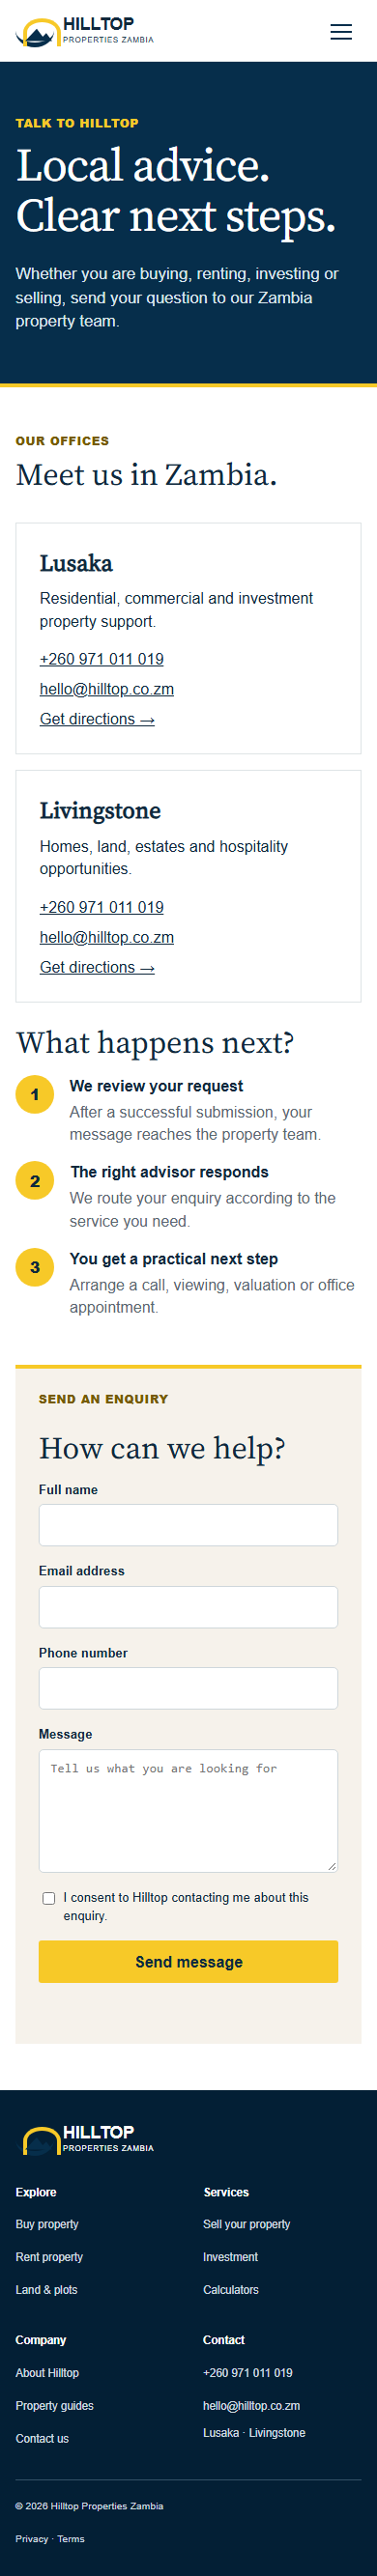 HILLTOP
PROPERTIES ZAMBIA
TALK TO HILLTOP
Local advice.
Clear next steps.
Whether you are buying, renting, investing or
selling, send your question to our Zambia
property team.
OUR OFFICES
Meet us in Zambia.
Lusaka
Residential, commercial and investment
property support.
+260 971 011 019
hello@hilltop.co.zm
Get directions →
Livingstone
Homes, land, estates and hospitality
opportunities.
+260 971 011 019
hello@hilltop.co.zm
Get directions →
What happens next?
1
We review your request
After a successful submission, your
message reaches the property team.
2
The right advisor responds
We route your enquiry according to the
service you need.
3
You get a practical next step
Arrange a call, viewing, valuation or office
appointment.
SEND AN ENQUIRY
How can we help?
Full name
Email address
Phone number
Message
Tell us what you are looking for
I consent to Hilltop contacting me about this
enquiry.
Send message
HILLTOP
PROPERTIES ZAMBIA
Explore
Buy property
Rent property
Land & plots
Services
Sell your property
Investment
Calculators
Company
About Hilltop
Property guides
Contact us
Contact
+260 971 011 019
hello@hilltop.co.zm
Lusaka · Livingstone
© 2026 Hilltop Properties Zambia
Privacy · Terms